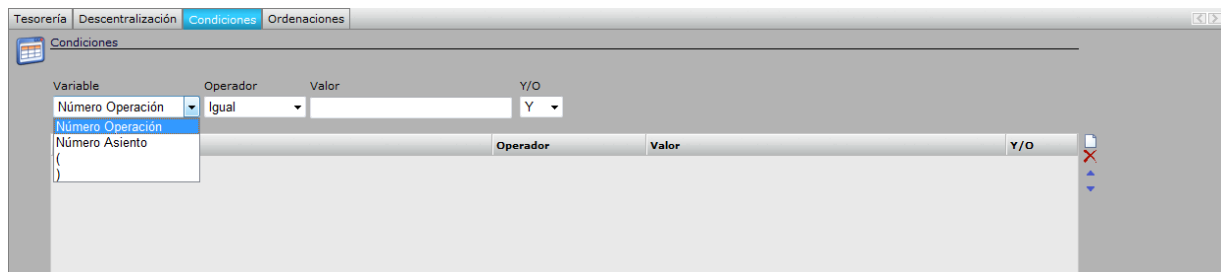 Tesorería Descentralización Condiciones Ordenaciones
Condiciones
Variable Operador Valor Y/O
Número Operación Igual Y
Número Operación
Número Asiento
(
)
Operador Valor Y/O